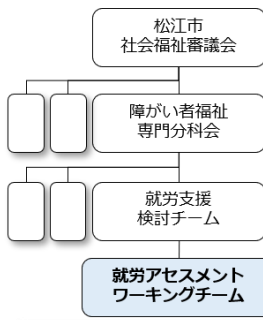 松江市
社会福祉審議会
障がい者福祉
専門分科会
就労支援
検討チーム
就労アセスメント
ワーキングチーム